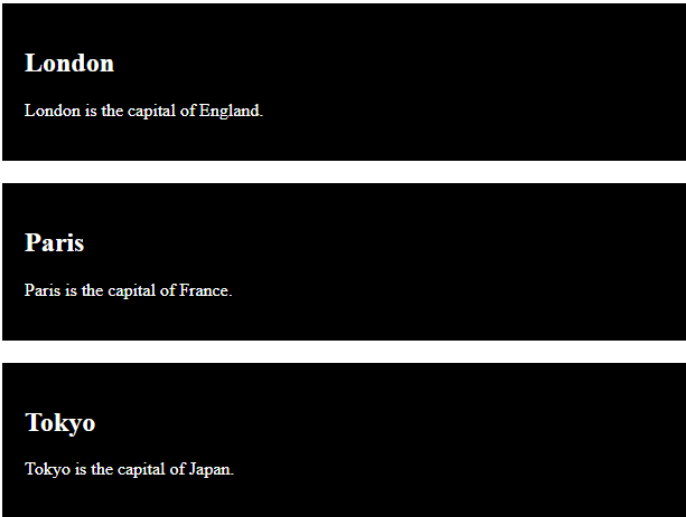 London
London is the capital of England.
Paris
Paris is the capital of France.
Tokyo
Tokyo is the capital of Japan.